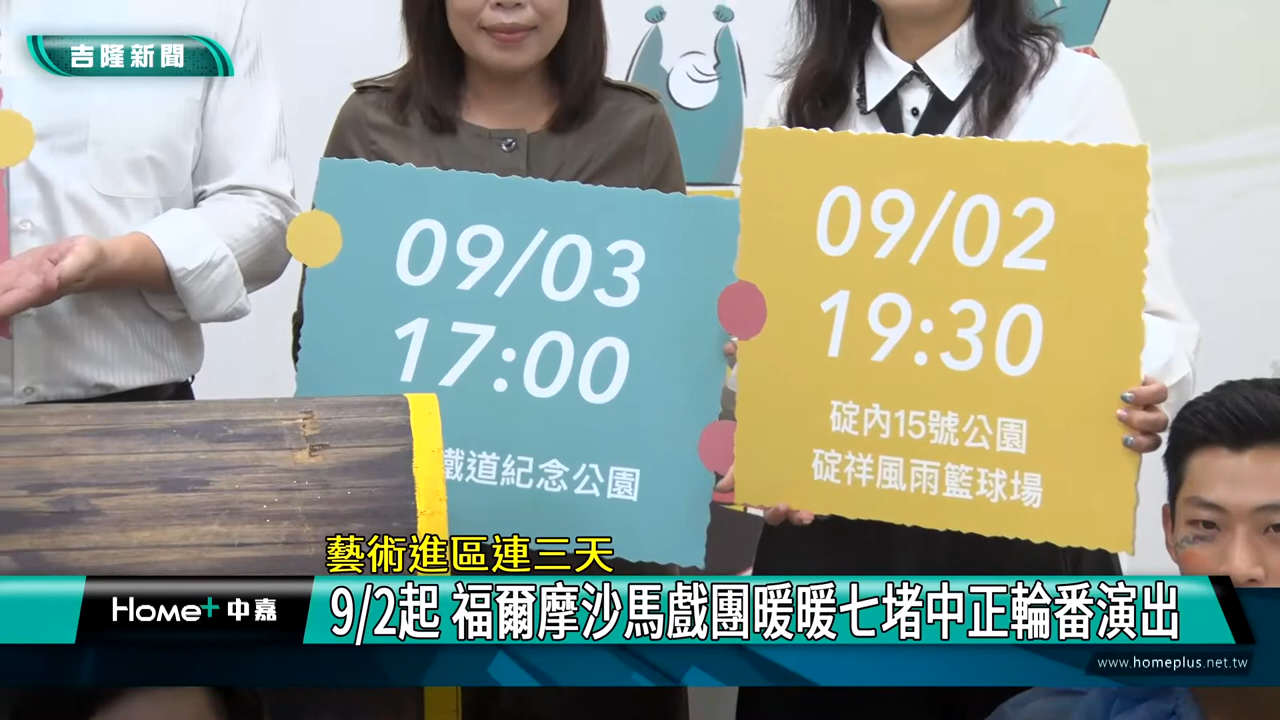 吉隆新聞
09/03
17:00
鐵道紀念公園
09/02
19:30
碇內15號公園
碇祥風雨籃球場
藝術進區連三天
Home+中嘉
9/2起 福爾摩沙馬戲團暖暖七堵中正輪番演出
www.homeplus.net.tw